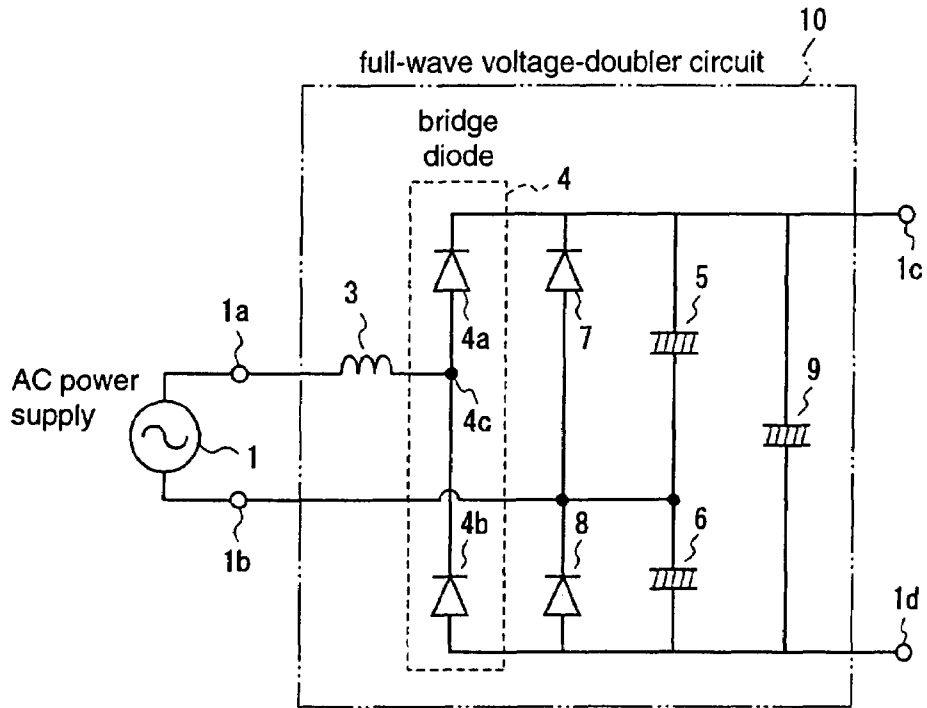 10
full-wave voltage-doubler circuit
bridge
diode
4
1c
3
1a
4a
7
5
AC power
supply
4c
9
1
1b
4b
8
6
1d